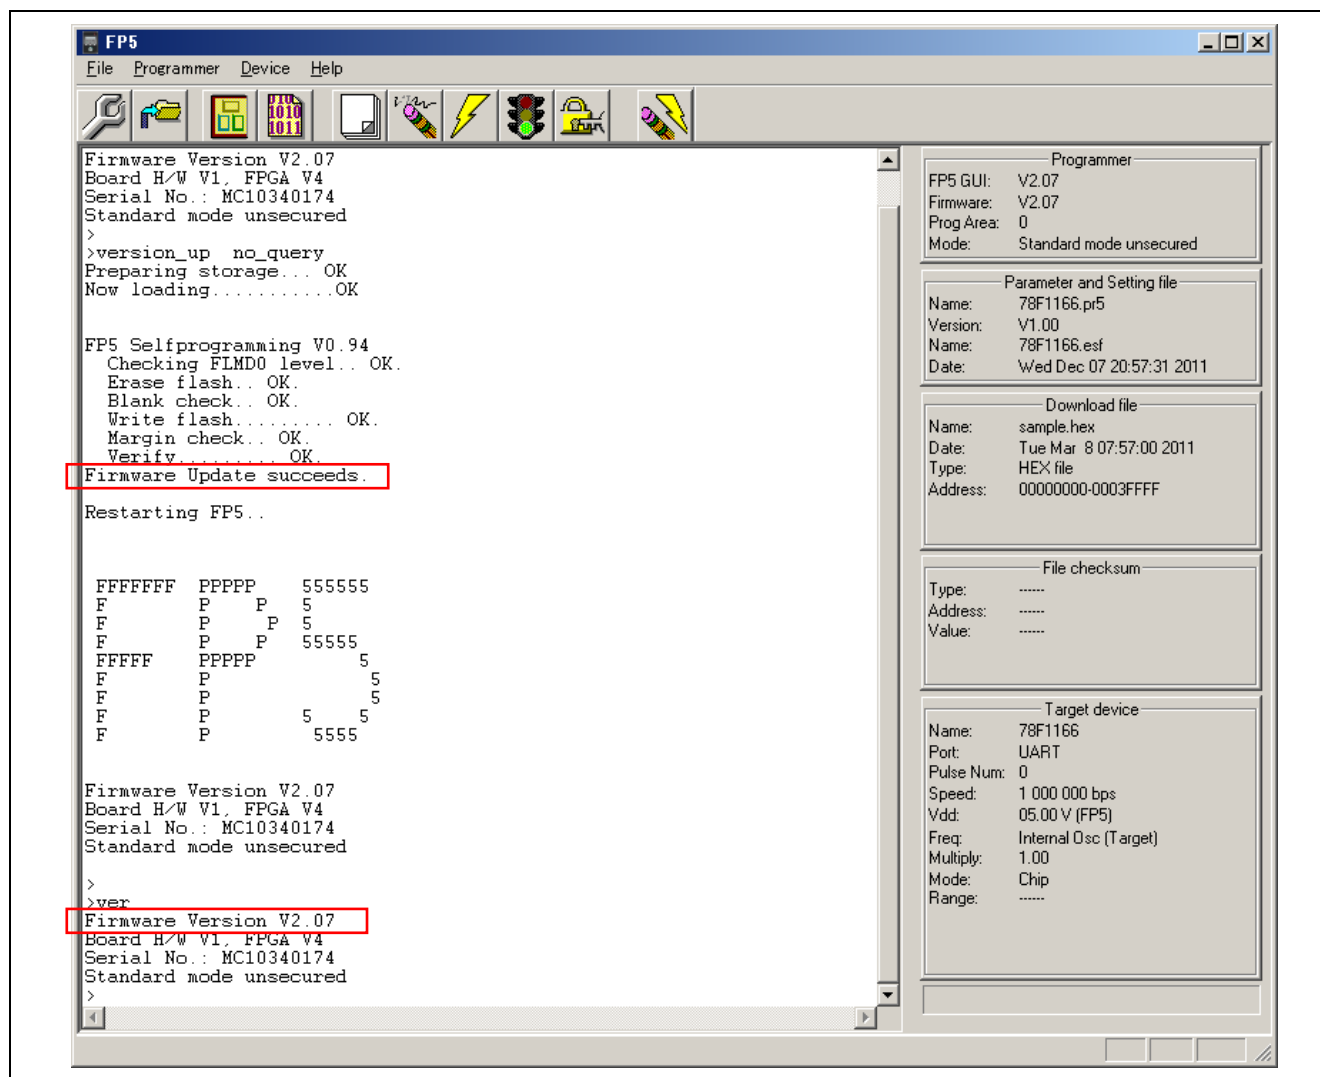 FP5
File Programmer Device Help
Firmware Version V2.07
Board H/W V1, FPGA V4
Serial No.: MC10340174
Standard mode unsecured
>
>version_up  no_query
Preparing storage... OK
Now loading...........OK
FP5 Selfprogramming V0.94
  Checking FLMD0 level.. OK.
  Erase flash.. OK.
  Blank check.. OK.
  Write flash......... OK.
  Margin check.. OK.
  Verify......... OK.
Firmware Update succeeds.
Restarting FP5..
 FFFFFFF  PPPPP    555555
 F        P    P   5
 F        P     P  5
 F        P    P   55555
 FFFFF    PPPPP         5
 F        P              5
 F        P              5
 F        P        5    5
 F        P         5555
Firmware Version V2.07
Board H/W V1, FPGA V4
Serial No.: MC10340174
Standard mode unsecured
>
>ver
Firmware Version V2.07
Board H/W V1, FPGA V4
Serial No.: MC10340174
Standard mode unsecured
>
Programmer
FP5 GUI: V2.07
Firmware: V2.07
Prog Area: 0
Mode: Standard mode unsecured
Parameter and Setting file
Name: 78F1166.pr5
Version: V1.00
Name: 78F1166.esf
Date: Wed Dec 07 20:57:31 2011
Download file
Name: sample.hex
Date: Tue Mar  8 07:57:00 2011
Type: HEX file
Address: 00000000-0003FFFF
File checksum
Type: ------
Address: ------
Value: ------
Target device
Name: 78F1166
Port: UART
Pulse Num: 0
Speed: 1 000 000 bps
Vdd: 05.00 V (FP5)
Freq: Internal Osc (Target)
Multiply: 1.00
Mode: Chip
Range: ------